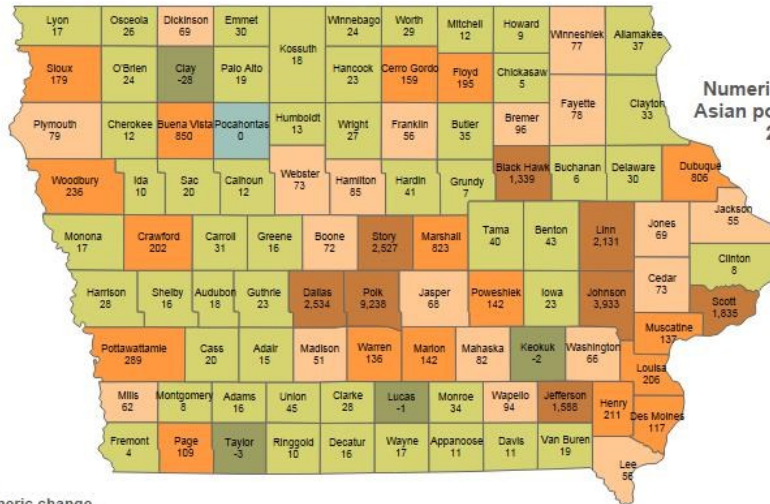 Lyon
17
Osceola
26
Dickinson
69
Emmet
30
Winnebago
24
Worth
29
Mitchell
12
Howard
9
Winneshiek
77
Allamakee
37
Kossuth
18
Sioux
179
O'Brien
24
Clay
-28
Palo Alto
19
Hancock
23
Cerro Gordo
159
Floyd
195
Chickasaw
5
Numeri
Asian po
2
Plymouth
79
Cherokee
12
Buena Vista
850
Pocahontas
0
Humboldt
13
Wright
27
Franklin
56
Butler
35
Bremer
96
Fayette
78
Clayton
33
Woodbury
236
Ida
10
Sac
20
Calhoun
12
Webster
73
Hamilton
85
Hardin
41
Grundy
7
Black Hawk
1,339
Buchanan
6
Delaware
30
Dubuque
806
Monona
17
Crawford
202
Carroll
31
Greene
16
Boone
72
Story
2,527
Marshall
823
Tama
40
Benton
43
Linn
2,131
Jones
69
Jackson
55
Clinton
8
Harrison
28
Shelby
16
Audubon
18
Guthrie
23
Dallas
2,534
Polk
9,238
Jasper
68
Poweshiek
142
Iowa
23
Johnson
3,933
Cedar
73
Scott
1,835
Muscatine
137
Pottawattamie
289
Cass
20
Adair
15
Madison
51
Warren
136
Marion
142
Mahaska
82
Keokuk
-2
Washington
66
Louisa
206
Mills
62
Montgomery
8
Adams
16
Union
45
Clarke
28
Lucas
-1
Monroe
34
Wapello
94
Jefferson
1,588
Henry
211
Des Moines
117
Fremont
4
Page
109
Taylor
-3
Ringgold
10
Decatur
16
Wayne
17
Appanoose
11
Davis
11
Van Buren
19
Lee
56